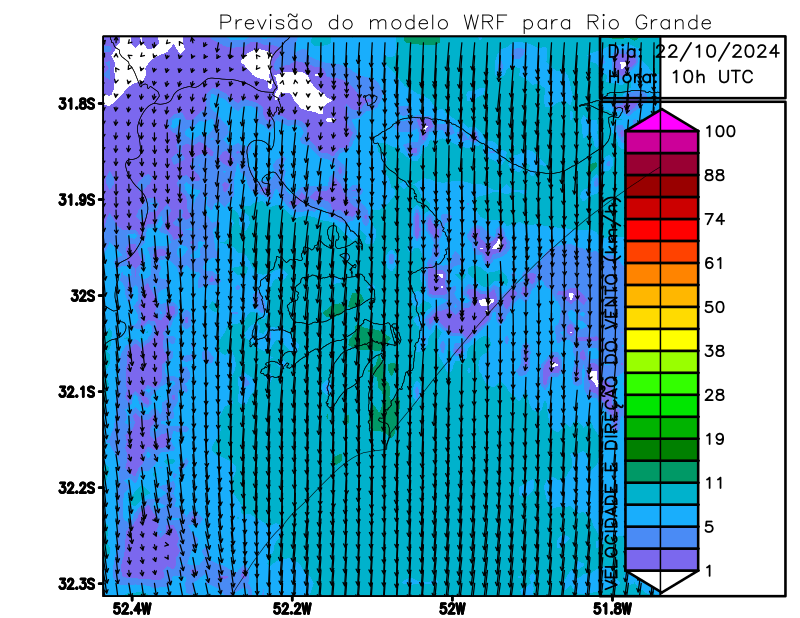 Previsão do modelo WRF para Rio Grande
Dia: 22/10/2024
Hora: 10h UTC
31.8S
31.9S
32S
32.1S
32.2S
32.3S
52.4W
52.2W
52W
51.8W
VELOCIDADE E DIREÇÃO DO VENTO (km/h)
100
88
74
61
50
38
28
19
11
5
1